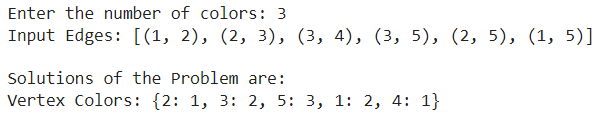 Enter the number of colors: 3
Input Edges: [(1, 2), (2, 3), (3, 4), (3, 5), (2, 5), (1, 5)]
Solutions of the Problem are:
Vertex Colors: {2: 1, 3: 2, 5: 3, 1: 2, 4: 1}